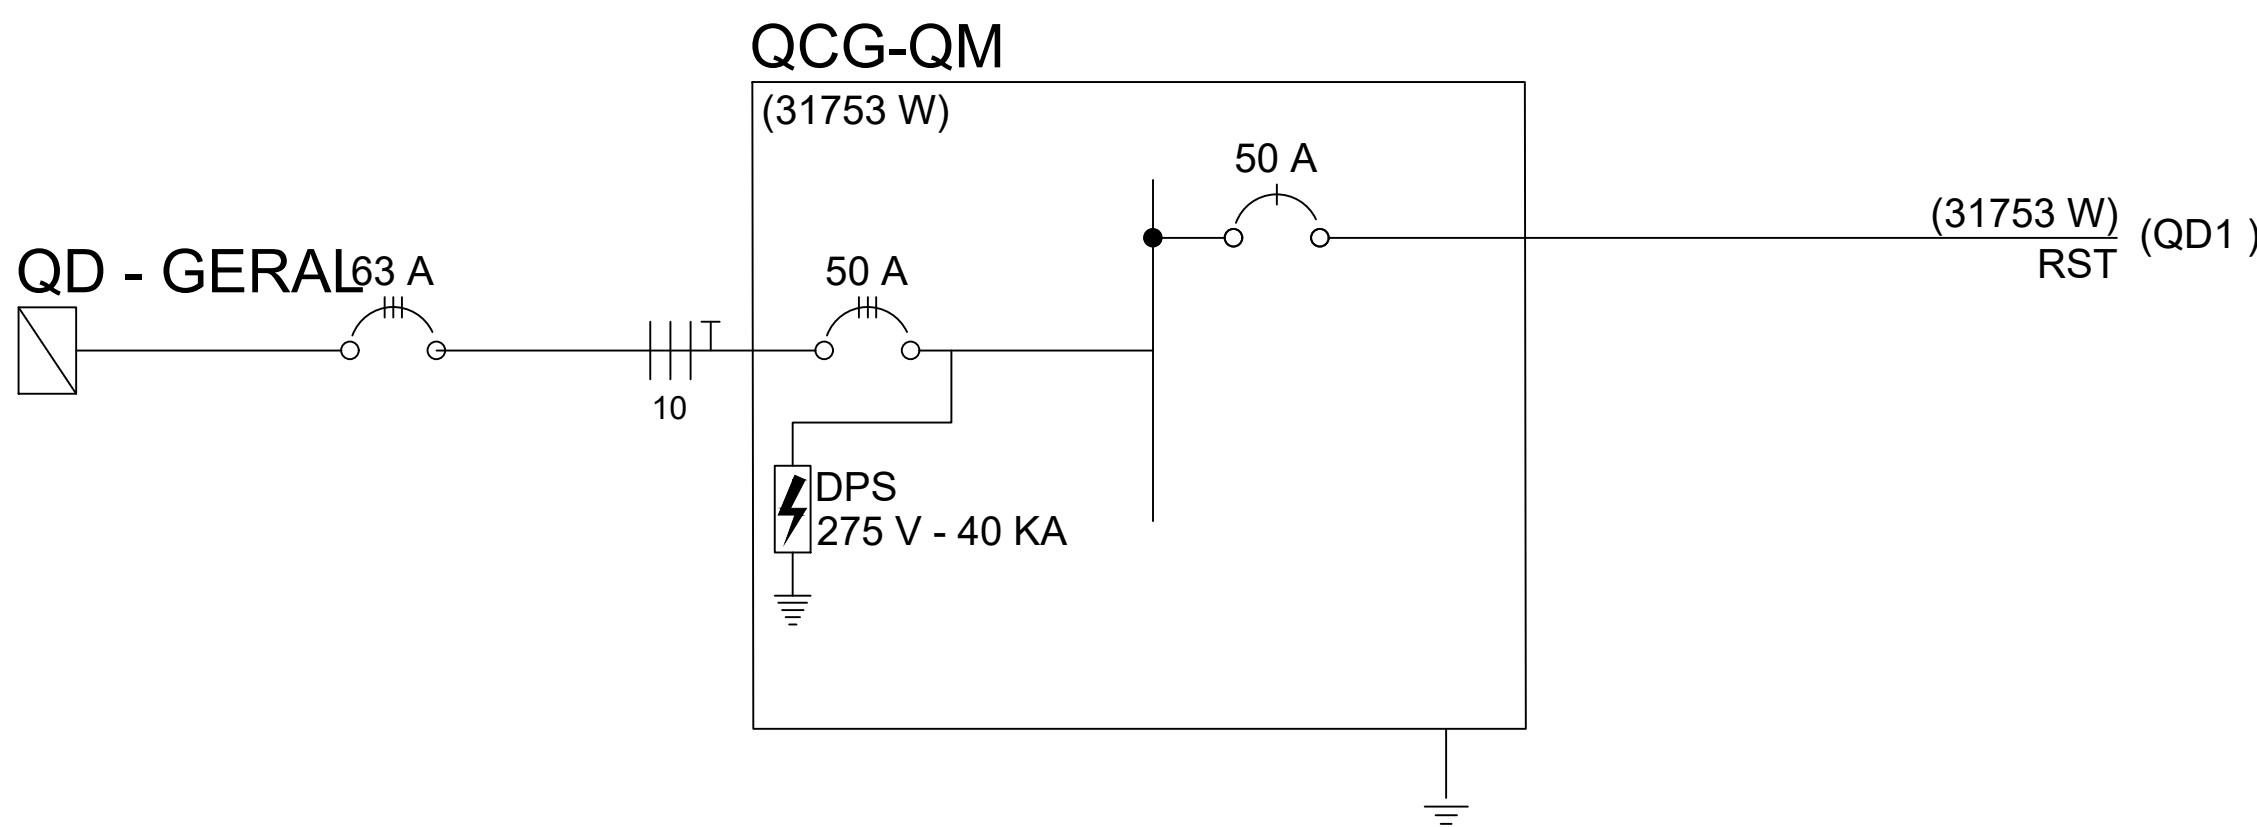 QCG-QM
(31753 W)
50 A
(31753 W)
RST
(QD1 )
QD - GERAL
63 A
50 A
10
DPS
275 V - 40 KA